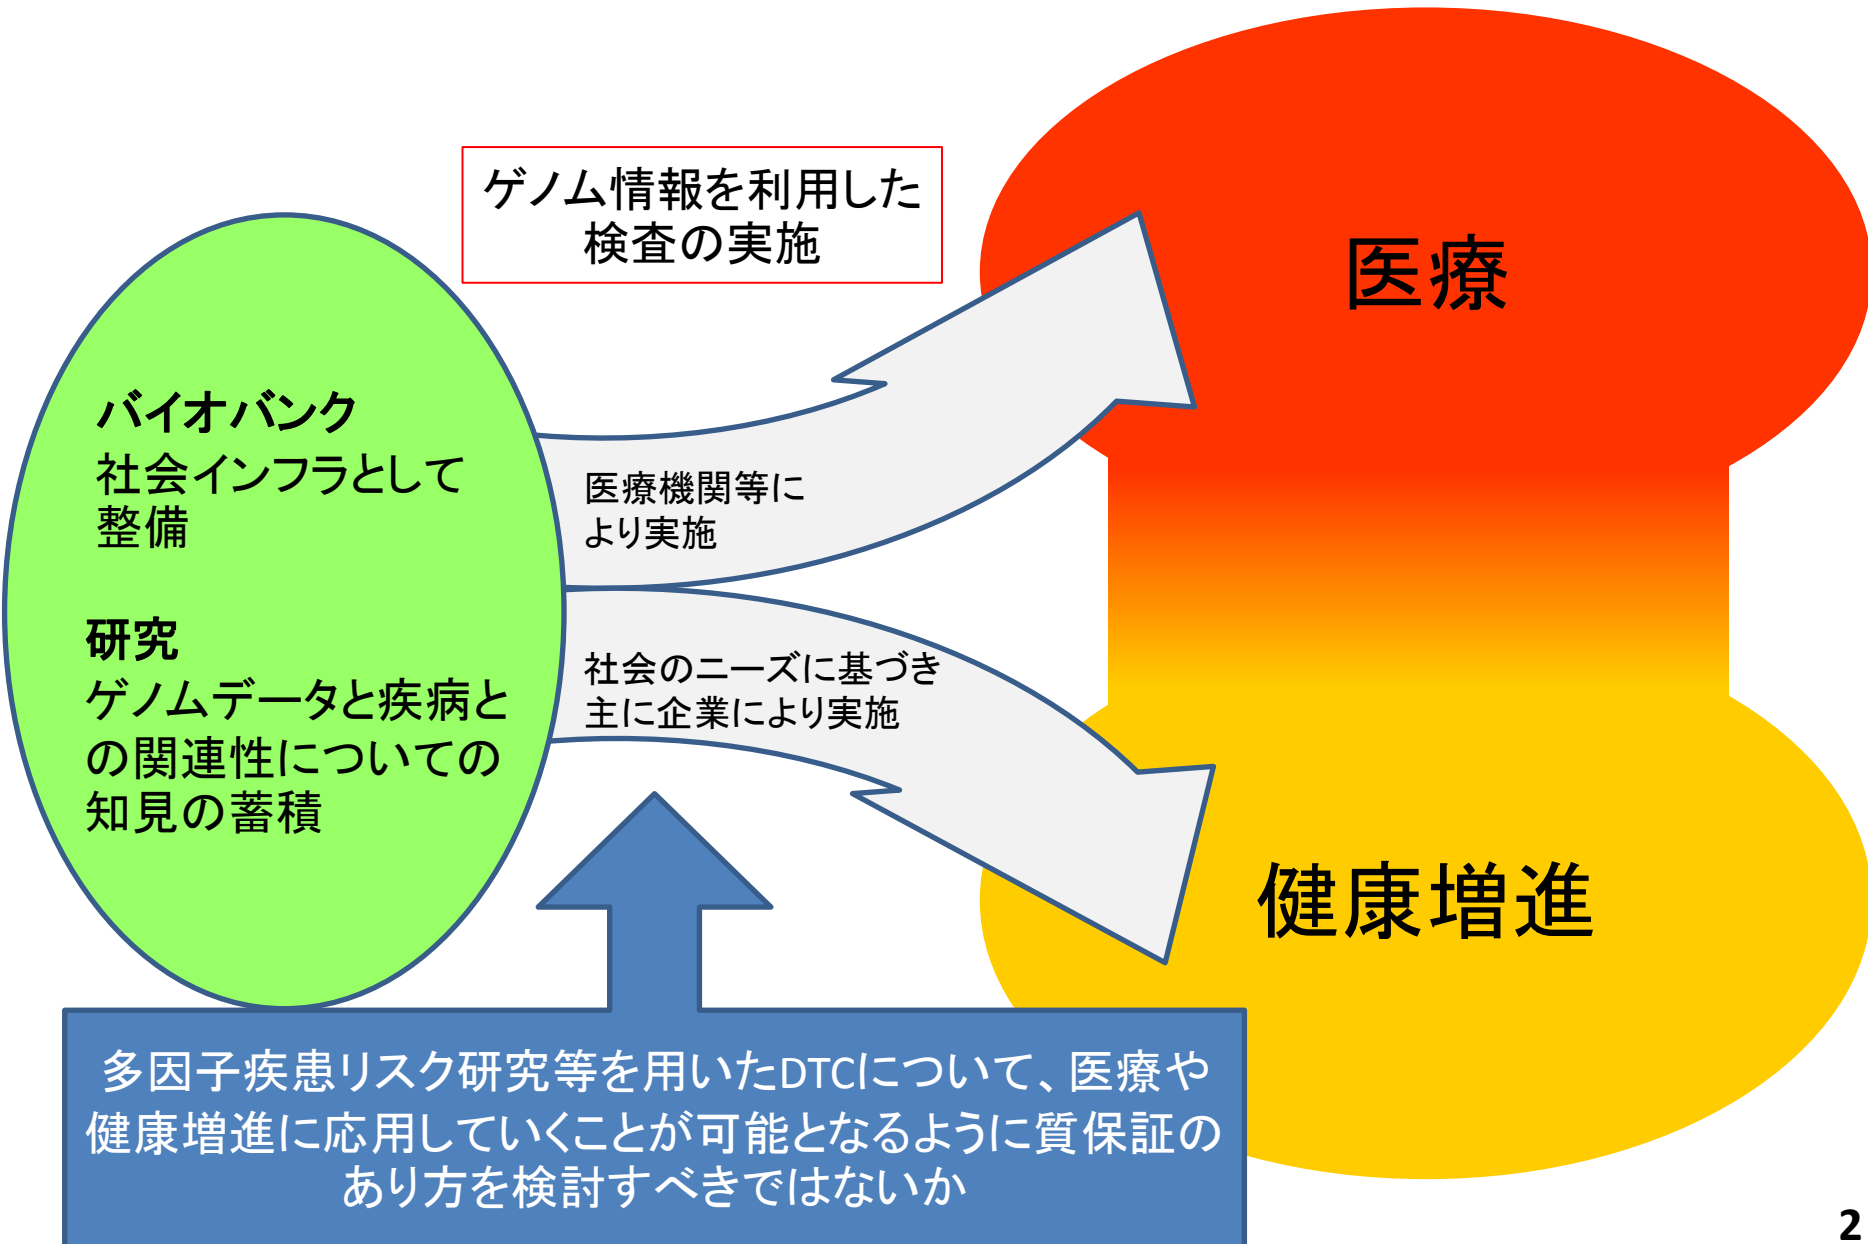 ゲノム情報を利用した
検査の実施
医療
バイオバンク
社会インフラとして
整備
医療機関等に
より実施
研究
ゲノムデータと疾病と
の関連性についての
知見の蓄積
社会のニーズに基づき
主に企業により実施
健康増進
多因子疾患リスク研究等を用いたDTCについて、医療や
健康増進に応用していくことが可能となるように質保証の
あり方を検討すべきではないか
2